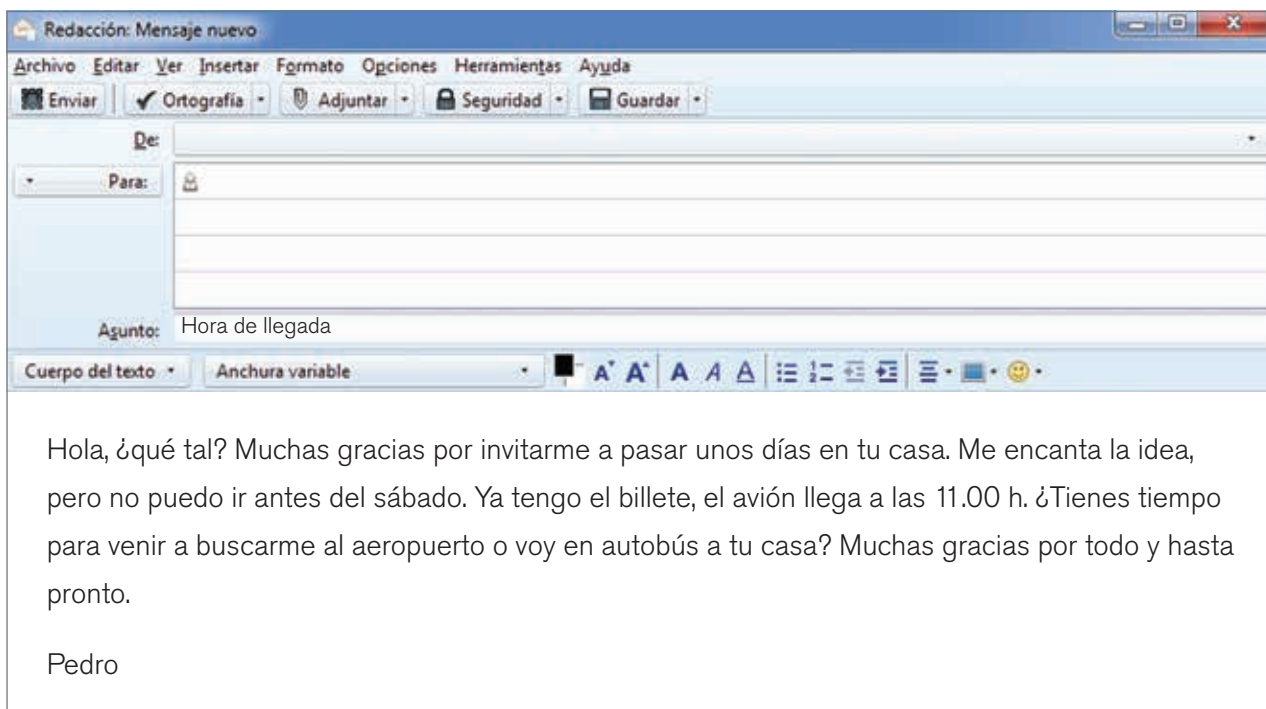 Redacción: Mensaje nuevo
Archivo Editar Ver Insertar Formato Opciones Herramientas Ayuda
Enviar Ortografía Adjuntar Seguridad Guardar
De:
Para:
Asunto: Hora de llegada
Cuerpo del texto Anchura variable
Hola, ¿qué tal? Muchas gracias por invitarme a pasar unos días en tu casa. Me encanta la idea,
pero no puedo ir antes del sábado. Ya tengo el billete, el avión llega a las 11.00 h. ¿Tienes tiempo
para venir a buscarme al aeropuerto o voy en autobús a tu casa? Muchas gracias por todo y hasta
pronto.
Pedro